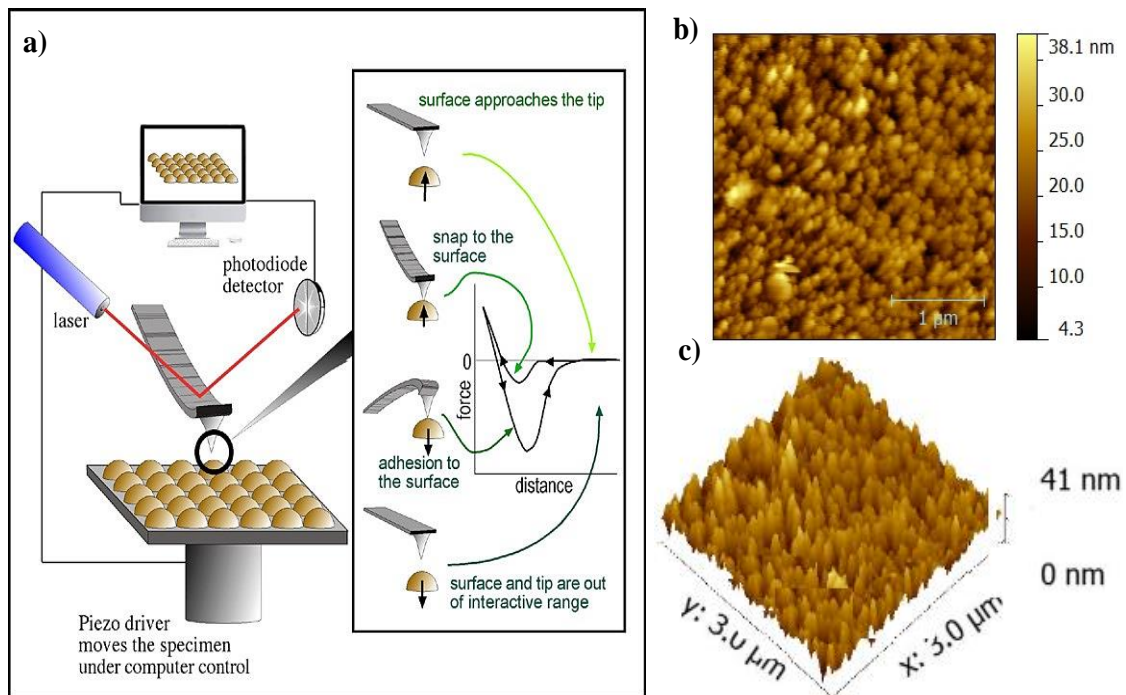 a)
surface approaches the tip
snap to the
surface
photodiode
detector
laser
0
force
adhesion to
the surface
distance
surface and tip are out
of interactive range
Piezo driver
moves the specimen
under computer control
b)
38.1 nm
30.0
25.0
20.0
15.0
10.0
4.3
1 µm
c)
41 nm
0 nm
y: 3.0 µm
x: 3.0 µm